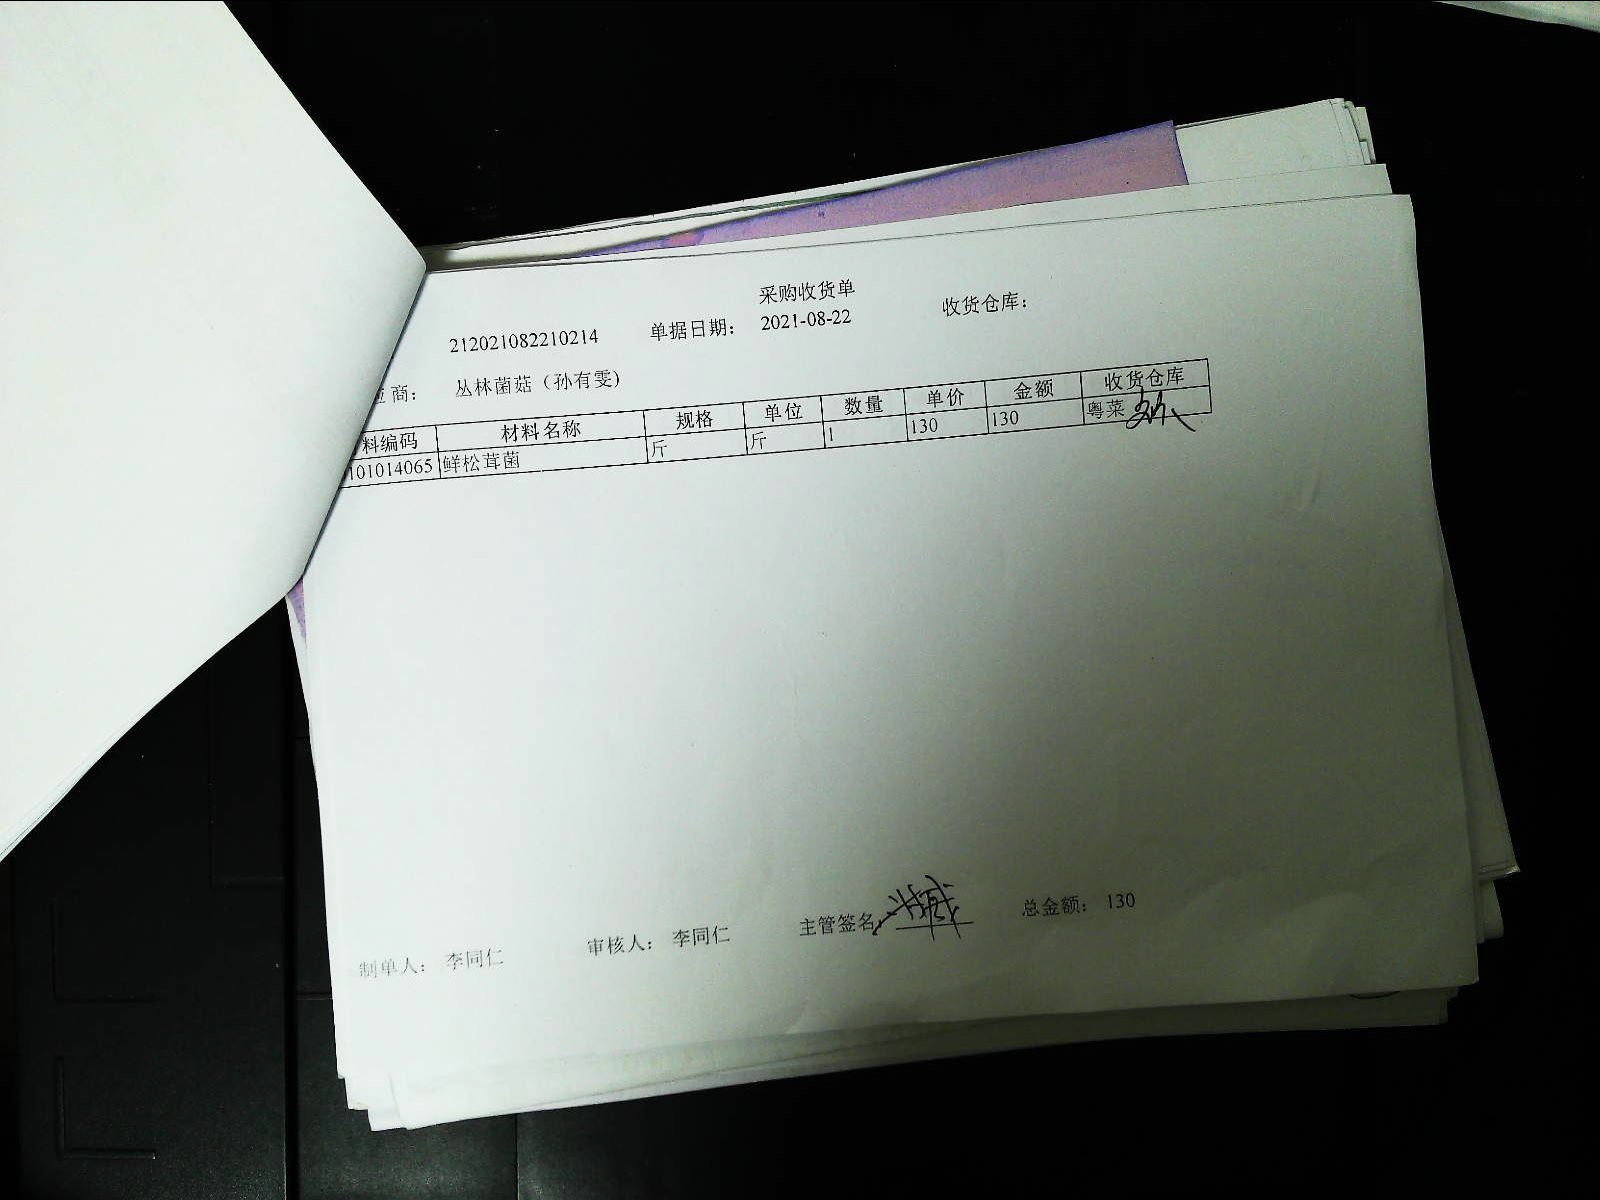 采购收货单
212021082210214 单据日期: 2021-08-22 收货仓库:
应商: 丛林菌菇（孙有雯）
料编码 材料名称 规格 单位 数量 单价 金额 收货仓库
101014065 鲜松茸菌 斤 斤 1 130 130 粤菜
制单人: 李同仁 审核人: 李同仁 主管签名 总金额: 130